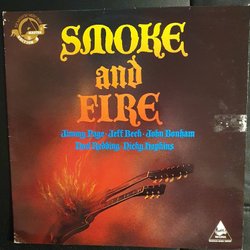 SMOKE
and
FIRE
Jimmy Page · Jeff Beck · John Bonham
Noel Redding · Nicky Hopkins